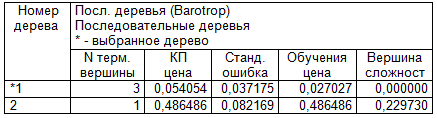 Номер дерева
Посл. деревья (Barotrop)
Последовательные деревья
* - выбранное дерево
N терм. вершины
КП цена
Станд. ошибка
Обучения цена
Вершина сложност
*1 3 0,054054 0,037175 0,027027 0,000000
2 1 0,486486 0,082169 0,486486 0,229730